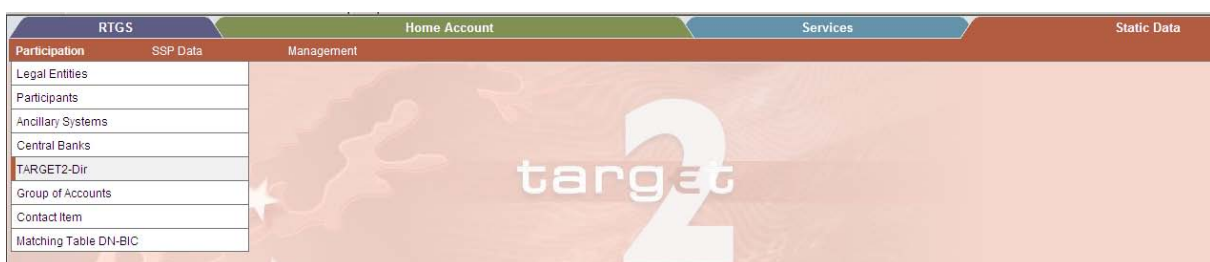 RTGS Home Account Services Static Data
Participation SSP Data Management
Legal Entities
Participants
Ancillary Systems
Central Banks
TARGET2-Dir
Group of Accounts
Contact Item
Matching Table DN-BIC
target
2